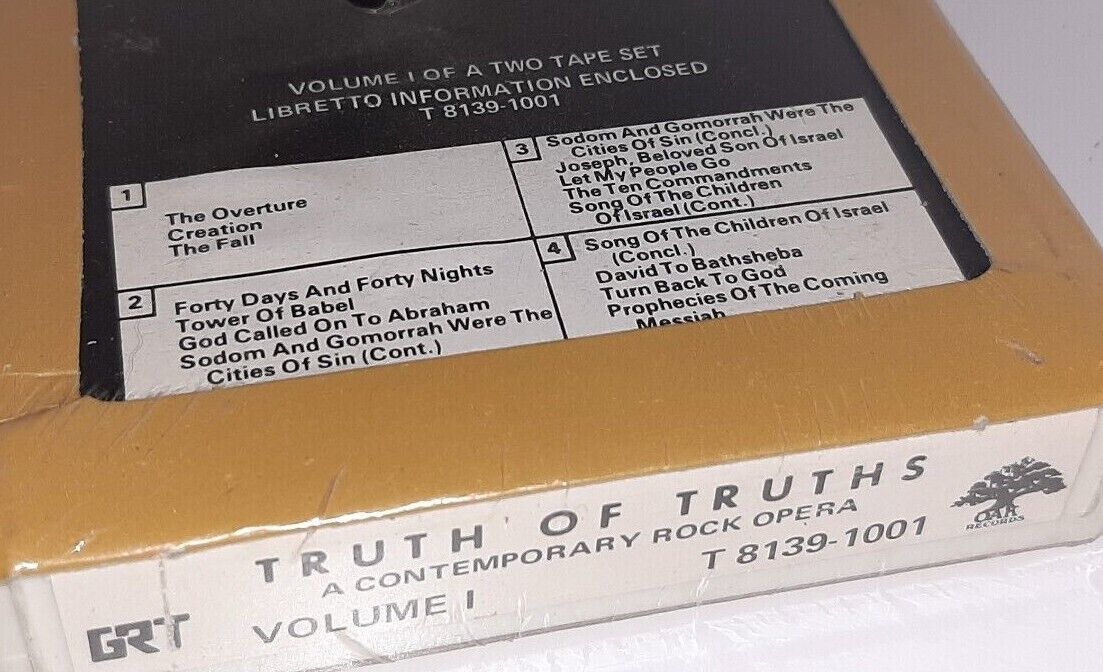 VOLUME I OF A TWO TAPE SET
LIBRETTO INFORMATION ENCLOSED
T 8139-1001
1
The Overture
Creation
The Fall
2
Forty Days And Forty Nights
Tower Of Babel
God Called On To Abraham
Sodom And Gomorrah Were The
Cities Of Sin (Cont.)
3
Sodom And Gomorrah Were The
Cities Of Sin (Concl.)
Joseph, Beloved Son Of Israel
Let My People Go
The Ten Commandments
Song Of The Children
Of Israel (Cont.)
4
Song Of The Children Of Israel
(Concl.)
David To Bathsheba
Turn Back To God
Prophecies Of The Coming
Messiah
TRUTH OF TRUTHS
A CONTEMPORARY ROCK OPERA
VOLUME I
T 8139-1001
GRT
OAK
RECORDS